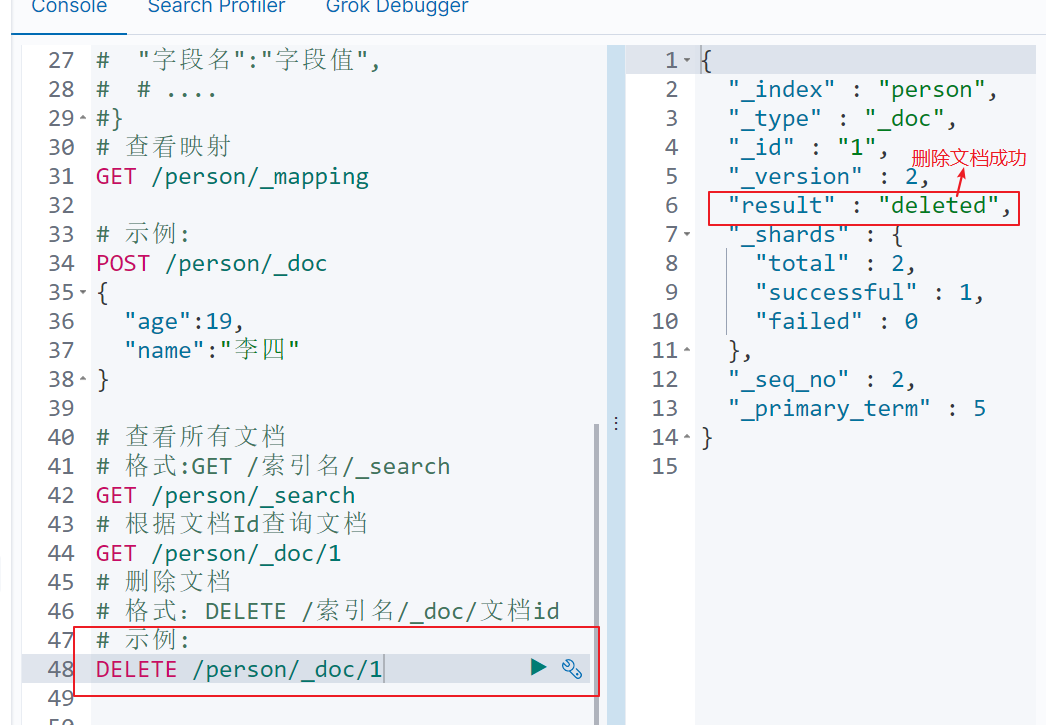 Console Search Profiler Grok Debugger
27 #  "字段名":"字段值",
28 #  # ....
29 #}
30 # 查看映射
31 GET /person/_mapping
32
33 # 示例:
34 POST /person/_doc
35 {
36   "age":19,
37   "name":"李四"
38 }
39
40 # 查看所有文档
41 # 格式:GET /索引名/_search
42 GET /person/_search
43 # 根据文档Id查询文档
44 GET /person/_doc/1
45 # 删除文档
46 # 格式: DELETE /索引名/_doc/文档id
47 # 示例:
48 DELETE /person/_doc/1
49
50
1 {
2   "_index" : "person",
3   "_type" : "_doc",
4   "_id" : "1",
删除文档成功
5   "_version" : 2,
6   "result" : "deleted",
7   "_shards" : {
8     "total" : 2,
9     "successful" : 1,
10     "failed" : 0
11   },
12   "_seq_no" : 2,
13   "_primary_term" : 5
14 }
15